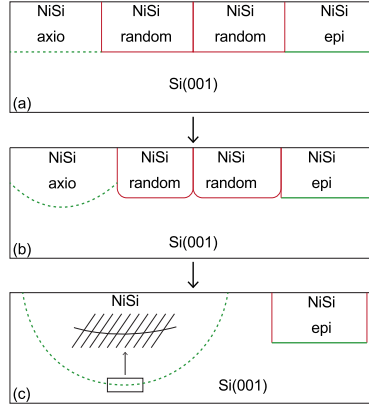 NiSi NiSi NiSi NiSi
axio random random epi
Si(001)
(a)
NiSi NiSi NiSi NiSi
axio random random epi
Si(001)
(b)
NiSi NiSi
epi
Si(001)
(c)